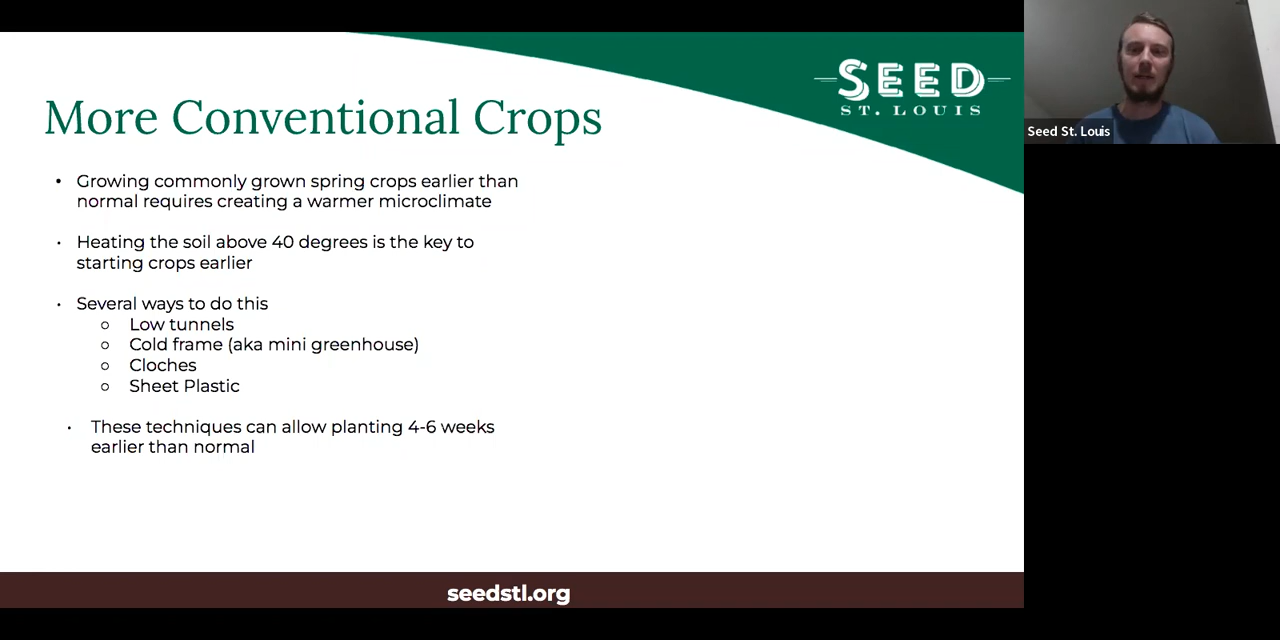 SEED
ST. LOUIS
Seed St. Louis
More Conventional Crops
• Growing commonly grown spring crops earlier than
normal requires creating a warmer microclimate
• Heating the soil above 40 degrees is the key to
starting crops earlier
• Several ways to do this
○ Low tunnels
○ Cold frame (aka mini greenhouse)
○ Cloches
○ Sheet Plastic
• These techniques can allow planting 4-6 weeks
earlier than normal
seedstl.org